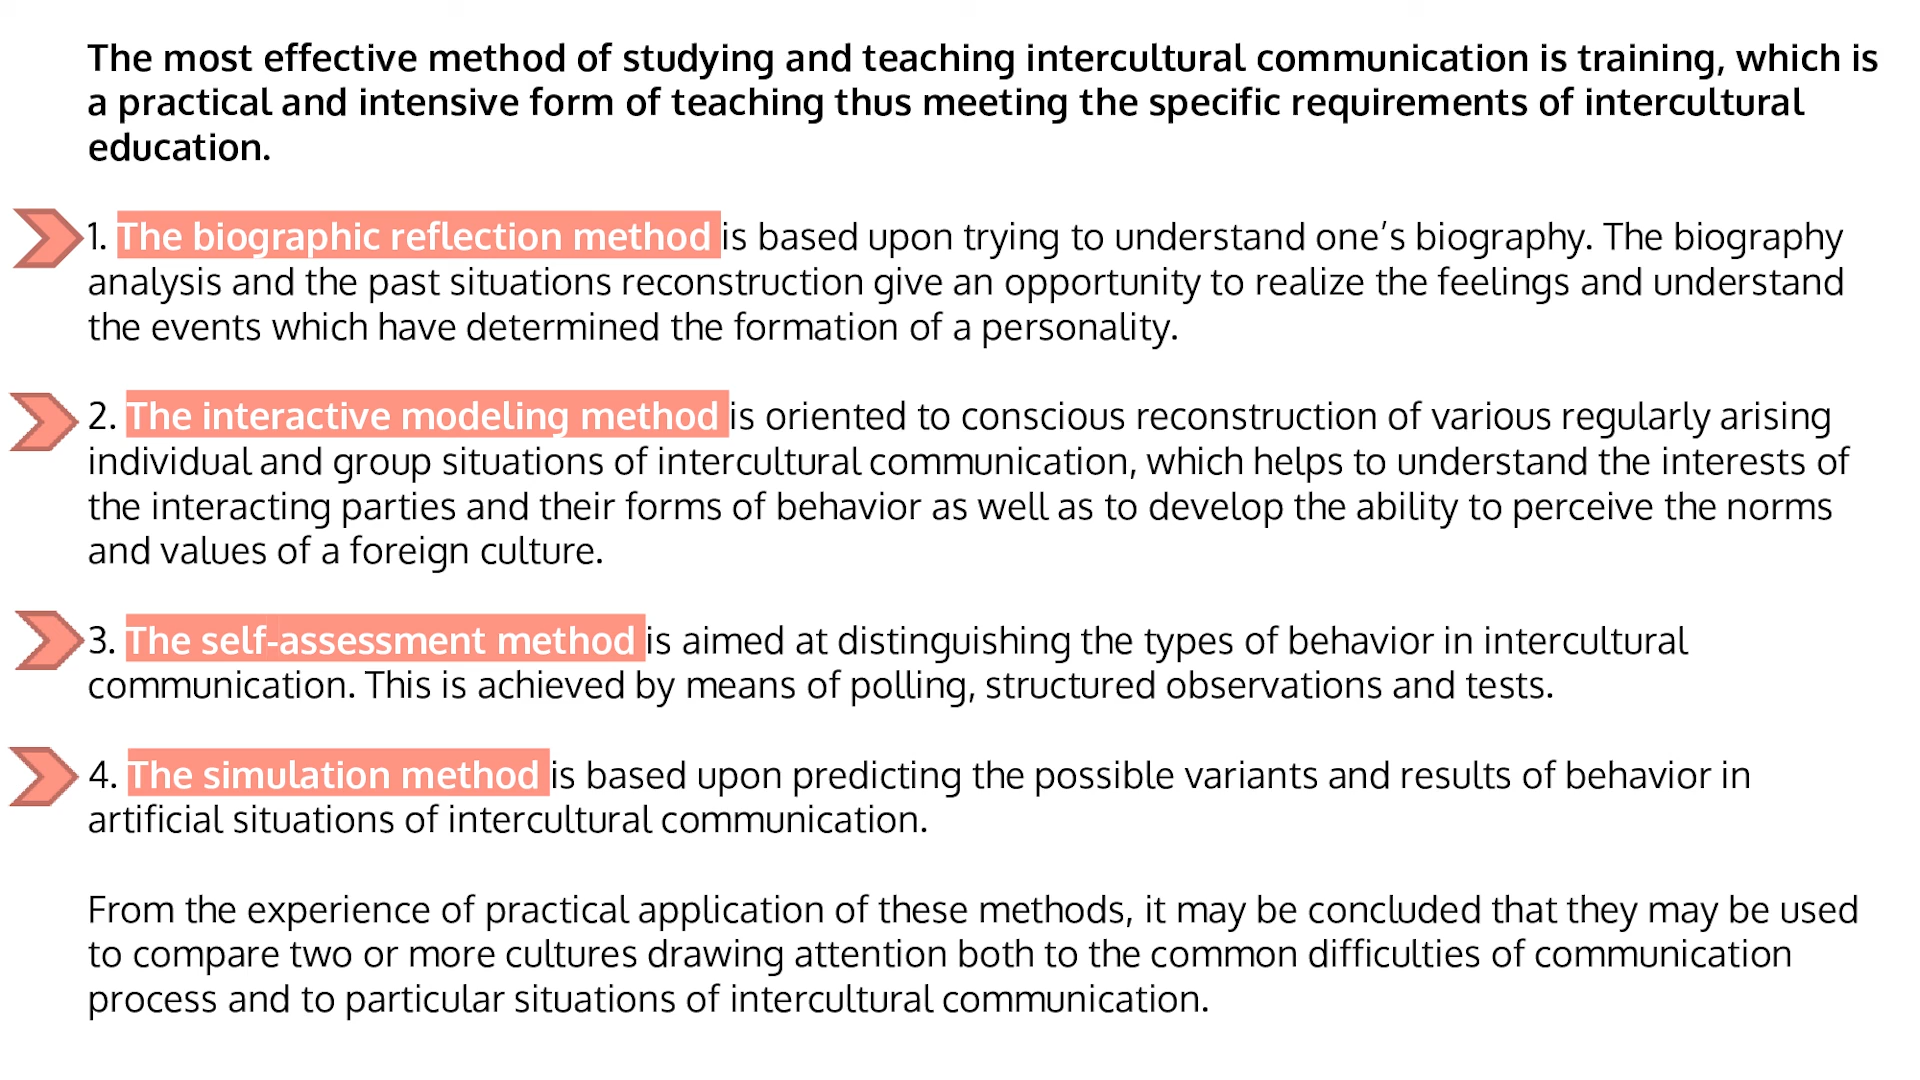 The most effective method of studying and teaching intercultural communication is training, which is
a practical and intensive form of teaching thus meeting the specific requirements of intercultural
education.
1. The biographic reflection method is based upon trying to understand one’s biography. The biography
analysis and the past situations reconstruction give an opportunity to realize the feelings and understand
the events which have determined the formation of a personality.
2. The interactive modeling method is oriented to conscious reconstruction of various regularly arising
individual and group situations of intercultural communication, which helps to understand the interests of
the interacting parties and their forms of behavior as well as to develop the ability to perceive the norms
and values of a foreign culture.
3. The self-assessment method is aimed at distinguishing the types of behavior in intercultural
communication. This is achieved by means of polling, structured observations and tests.
4. The simulation method is based upon predicting the possible variants and results of behavior in
artificial situations of intercultural communication.
From the experience of practical application of these methods, it may be concluded that they may be used
to compare two or more cultures drawing attention both to the common difficulties of communication
process and to particular situations of intercultural communication.